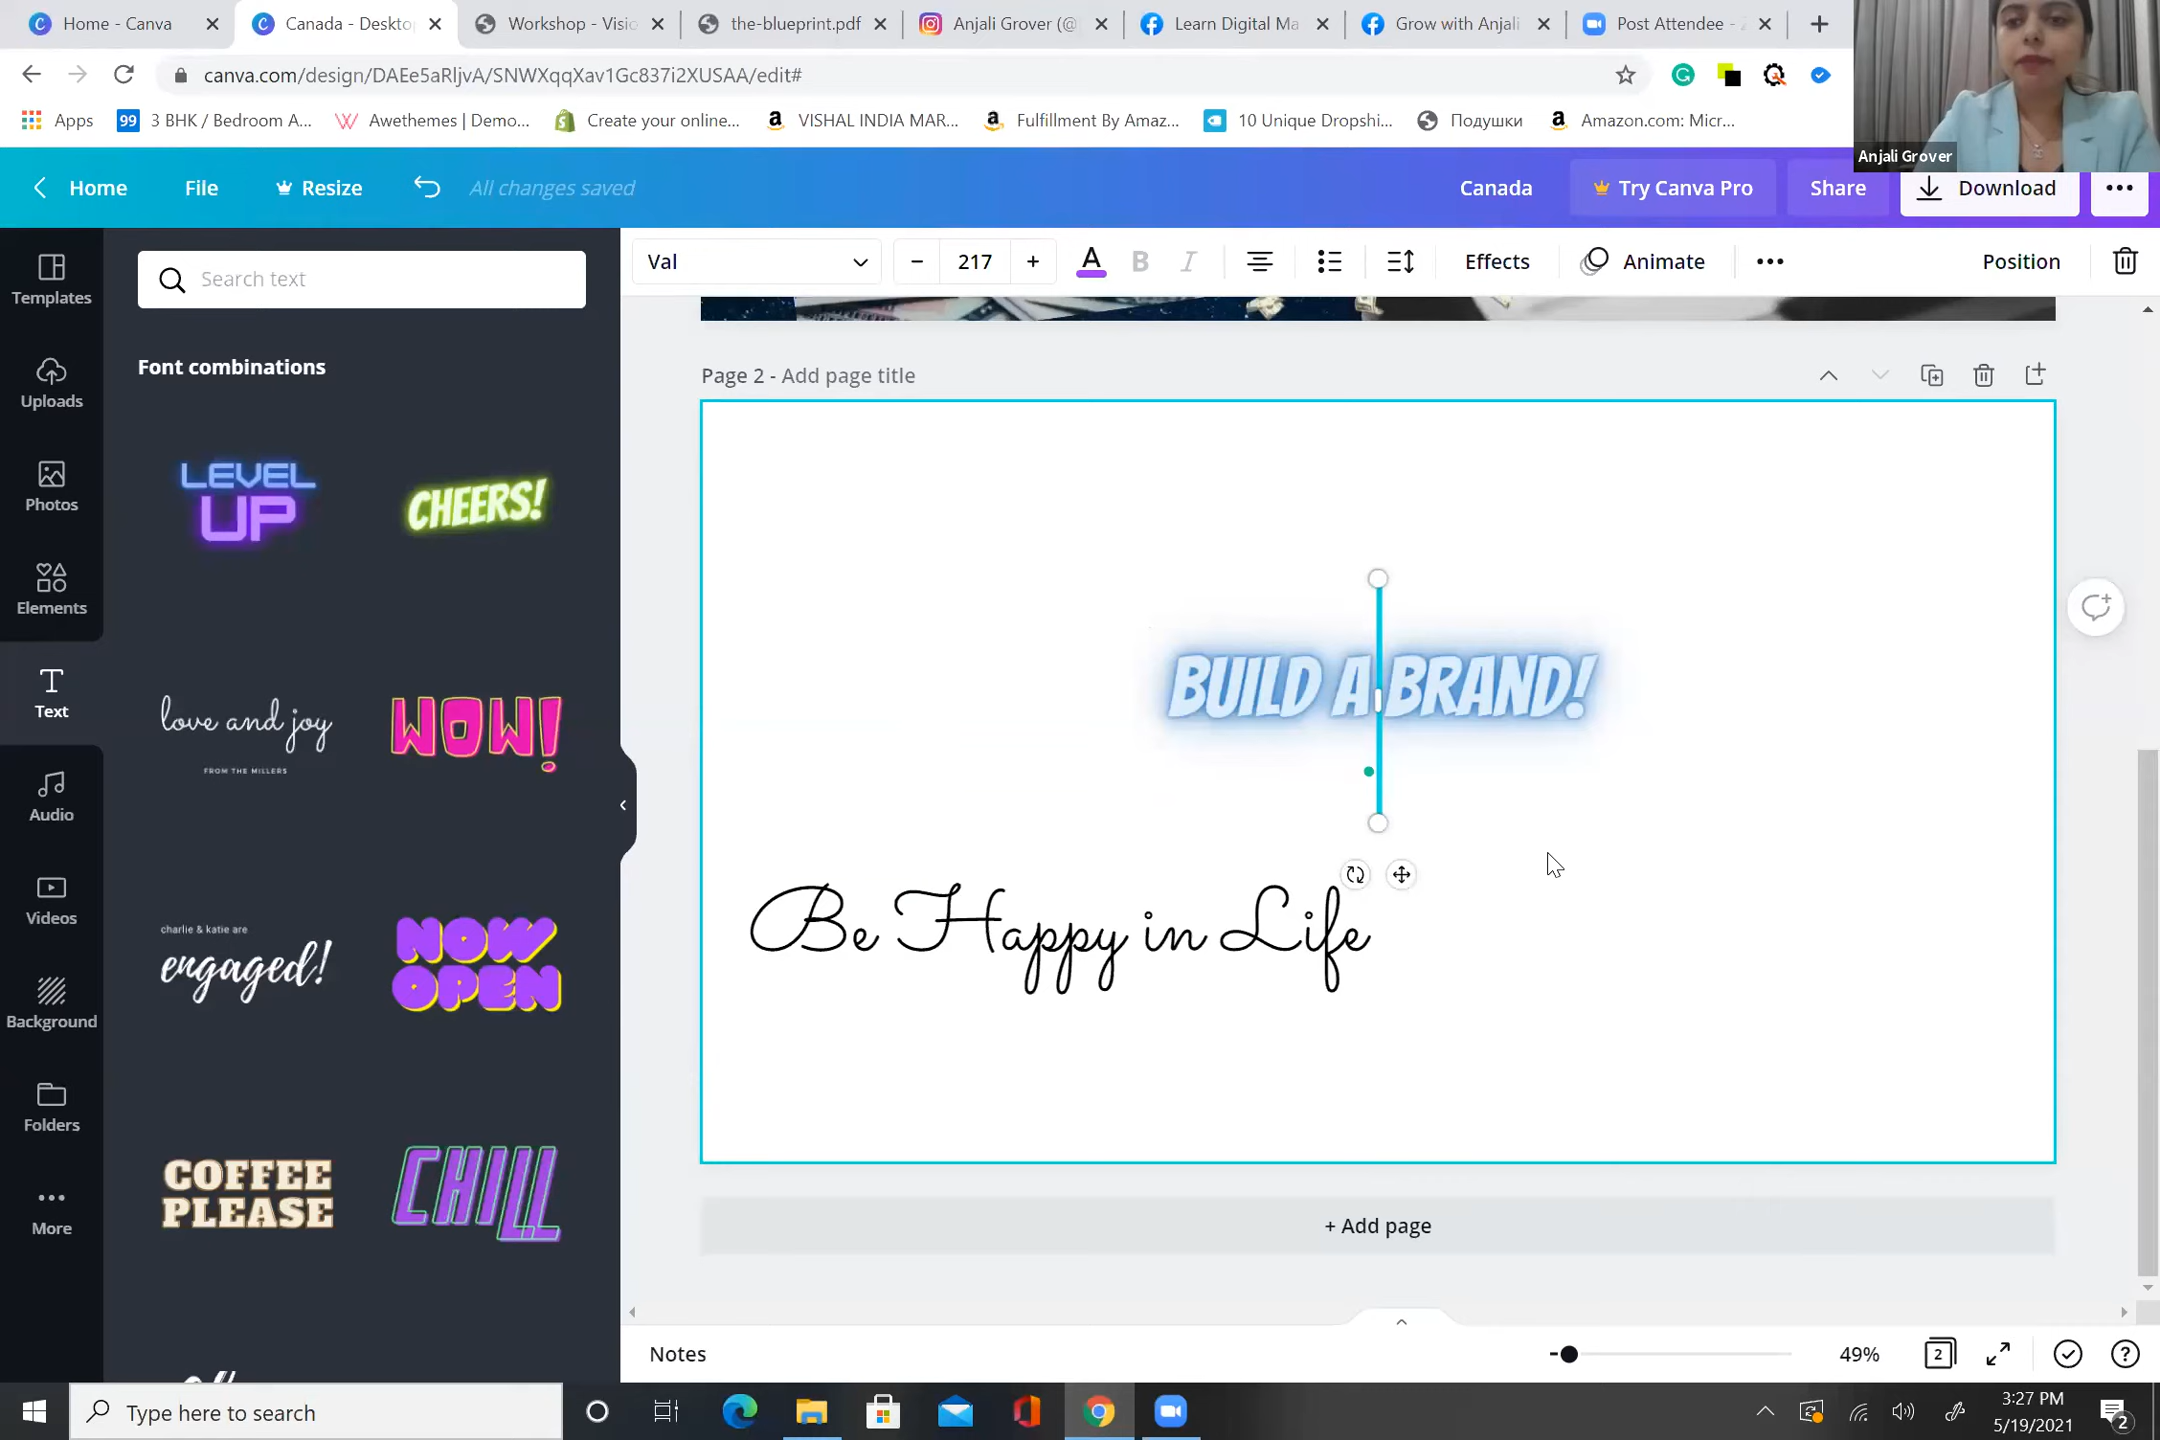 Home - Canva
Canada - Deskto
Workshop - Visio
the-blueprint.pdf
Anjali Grover (@
Learn Digital Ma
Grow with Anjali
Post Attendee - Z
canva.com/design/DAEe5aRljvA/SNWXqqXav1Gc837i2XUSAA/edit#
Apps
99
3 BHK / Bedroom A...
Awethemes | Demo...
Create your online...
VISHAL INDIA MAR...
Fulfillment By Amaz...
10 Unique Dropshi...
Подушки
Amazon.com: Micr...
Anjali Grover
Home
File
Resize
All changes saved
Canada
Try Canva Pro
Share
Download
Val
217
A
B
I
Effects
Animate
Position
Templates
Uploads
Photos
Elements
Text
Audio
Videos
Background
Folders
More
Search text
Font combinations
LEVEL
UP
CHEERS!
love and joy
FROM THE MILLERS
WOW!
charlie & katie are
engaged!
NOW
OPEN
COFFEE
PLEASE
CHILL
Page 2 - Add page title
BUILD A BRAND!
Be Happy in Life
+ Add page
Notes
49%
2
Type here to search
3:27 PM
5/19/2021
2